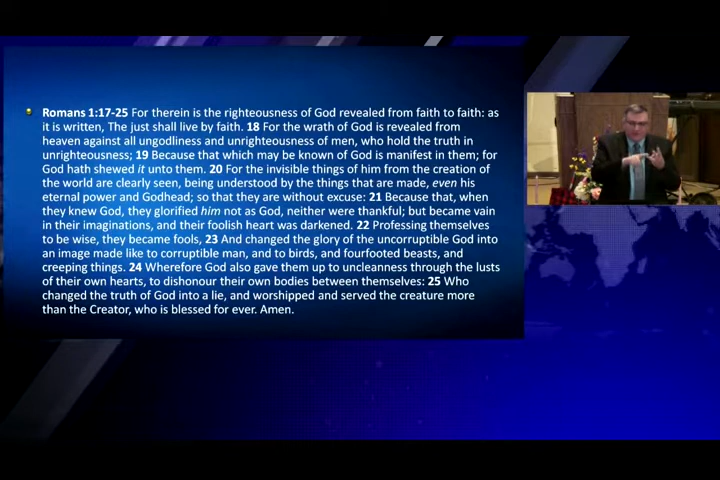 Romans 1:17-25 For therein is the righteousness of God revealed from faith to faith: as
it is written, The just shall live by faith. 18 For the wrath of God is revealed from
heaven against all ungodliness and unrighteousness of men, who hold the truth in
unrighteousness; 19 Because that which may be known of God is manifest in them; for
God hath shewed it unto them. 20 For the invisible things of him from the creation of
the world are clearly seen, being understood by the things that are made, even his
eternal power and Godhead; so that they are without excuse: 21 Because that, when
they knew God, they glorified him not as God, neither were thankful; but became vain
in their imaginations, and their foolish heart was darkened. 22 Professing themselves
to be wise, they became fools, 23 And changed the glory of the uncorruptible God into
an image made like to corruptible man, and to birds, and fourfooted beasts, and
creeping things. 24 Wherefore God also gave them up to uncleanness through the lusts
of their own hearts, to dishonour their own bodies between themselves: 25 Who
changed the truth of God into a lie, and worshipped and served the creature more
than the Creator, who is blessed for ever. Amen.